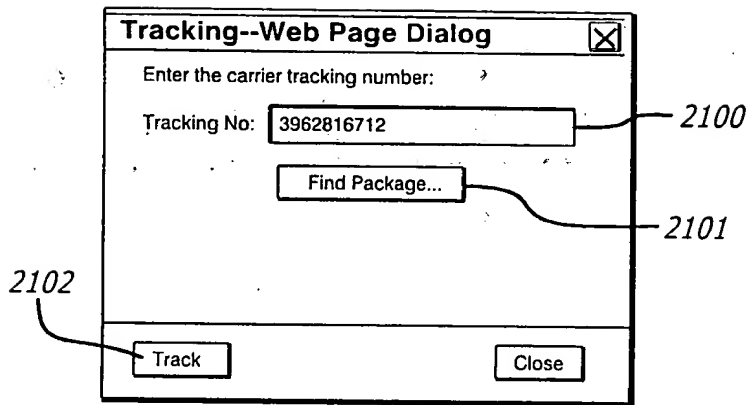 Tracking--Web Page Dialog
Enter the carrier tracking number:
Tracking No: 3962816712
2100
Find Package...
2101
2102
Track
Close